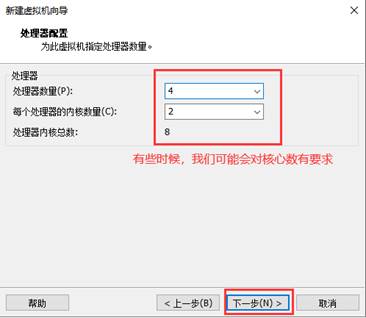 新建虚拟机向导
处理器配置
为此虚拟机指定处理器数量。
处理器
处理器数量(P): 4
每个处理器的内核数量(C): 2
处理器内核总数: 8
有些时候，我们可能会对核心数有要求
帮助 < 上一步(B) 下一步(N) > 取消